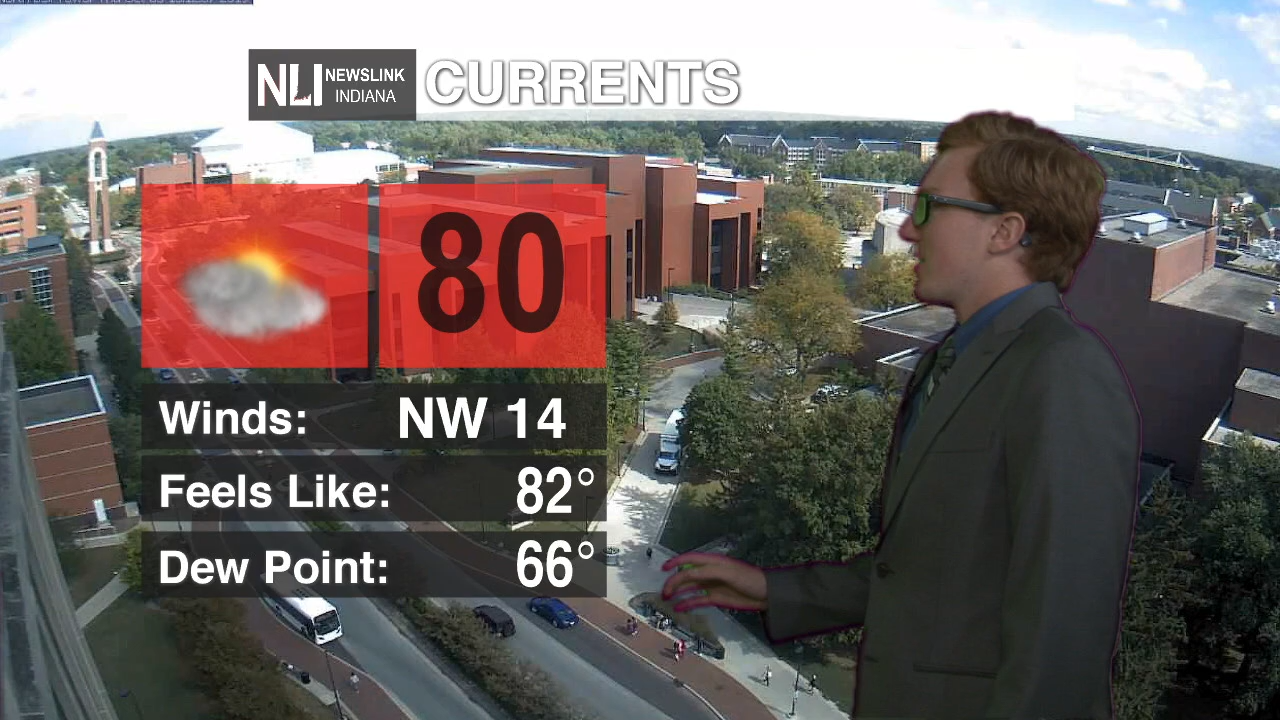 NLI NEWSLINK INDIANA CURRENTS
80
Winds: NW 14
Feels Like: 82°
Dew Point: 66°